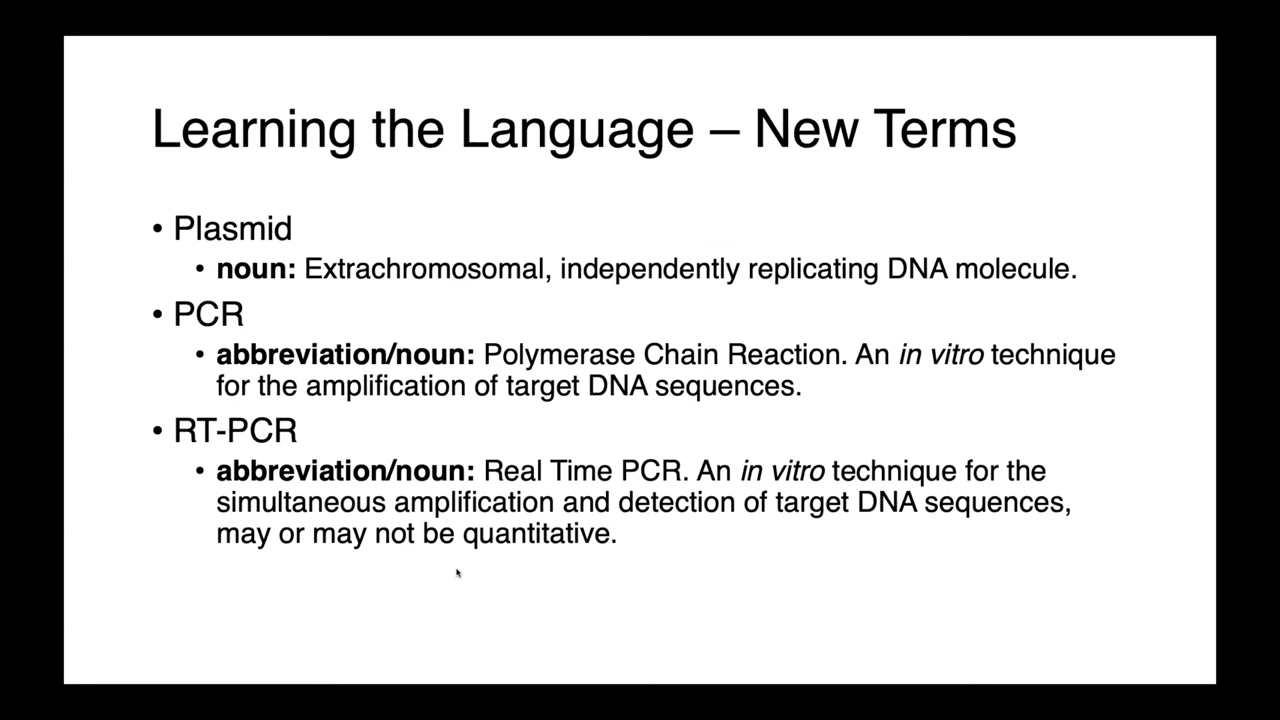 Learning the Language – New Terms
• Plasmid
• noun: Extrachromosomal, independently replicating DNA molecule.
• PCR
• abbreviation/noun: Polymerase Chain Reaction. An in vitro technique
for the amplification of target DNA sequences.
• RT-PCR
• abbreviation/noun: Real Time PCR. An in vitro technique for the
simultaneous amplification and detection of target DNA sequences,
may or may not be quantitative.